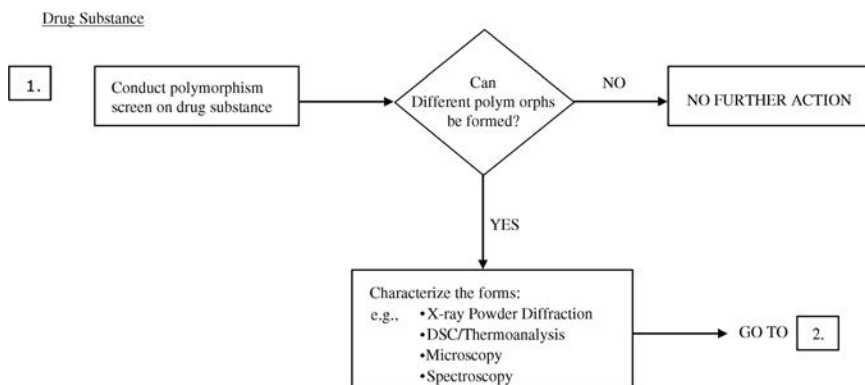 Drug Substance
1.
Conduct polymorphism
screen on drug substance
Can
Different polym orphs
be formed?
NO
NO FURTHER ACTION
YES
Characterize the forms:
e.g., •X-ray Powder Diffraction
•DSC/Thermoanalysis
•Microscopy
•Spectroscopy
GO TO 2.